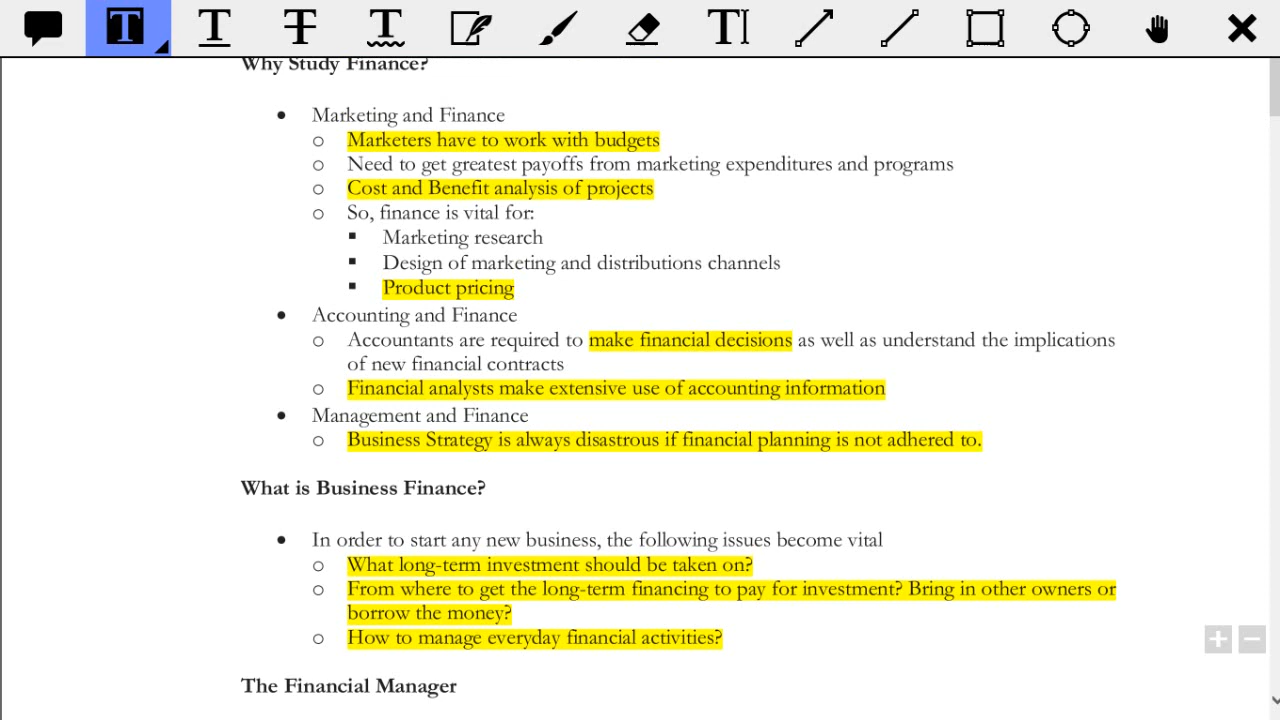 Why Study Finance?
Marketing and Finance
Marketers have to work with budgets
Need to get greatest payoffs from marketing expenditures and programs
Cost and Benefit analysis of projects
So, finance is vital for:
Marketing research
Design of marketing and distributions channels
Product pricing
Accounting and Finance
Accountants are required to make financial decisions as well as understand the implications
of new financial contracts
Financial analysts make extensive use of accounting information
Management and Finance
Business Strategy is always disastrous if financial planning is not adhered to.
What is Business Finance?
In order to start any new business, the following issues become vital
What long-term investment should be taken on?
From where to get the long-term financing to pay for investment? Bring in other owners or
borrow the money?
How to manage everyday financial activities?
The Financial Manager